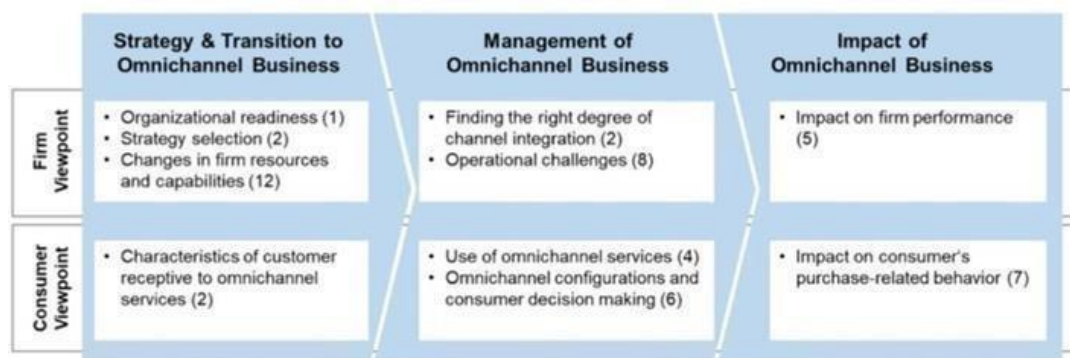 Strategy & Transition to
Omnichannel Business
Management of
Omnichannel Business
Impact of
Omnichannel Business
Firm
Viewpoint
• Organizational readiness (1)
• Strategy selection (2)
• Changes in firm resources
and capabilities (12)
• Finding the right degree of
channel integration (2)
• Operational challenges (8)
• Impact on firm performance
(5)
Consumer
Viewpoint
• Characteristics of customer
receptive to omnichannel
services (2)
• Use of omnichannel services (4)
• Omnichannel configurations and
consumer decision making (6)
• Impact on consumer's
purchase-related behavior (7)